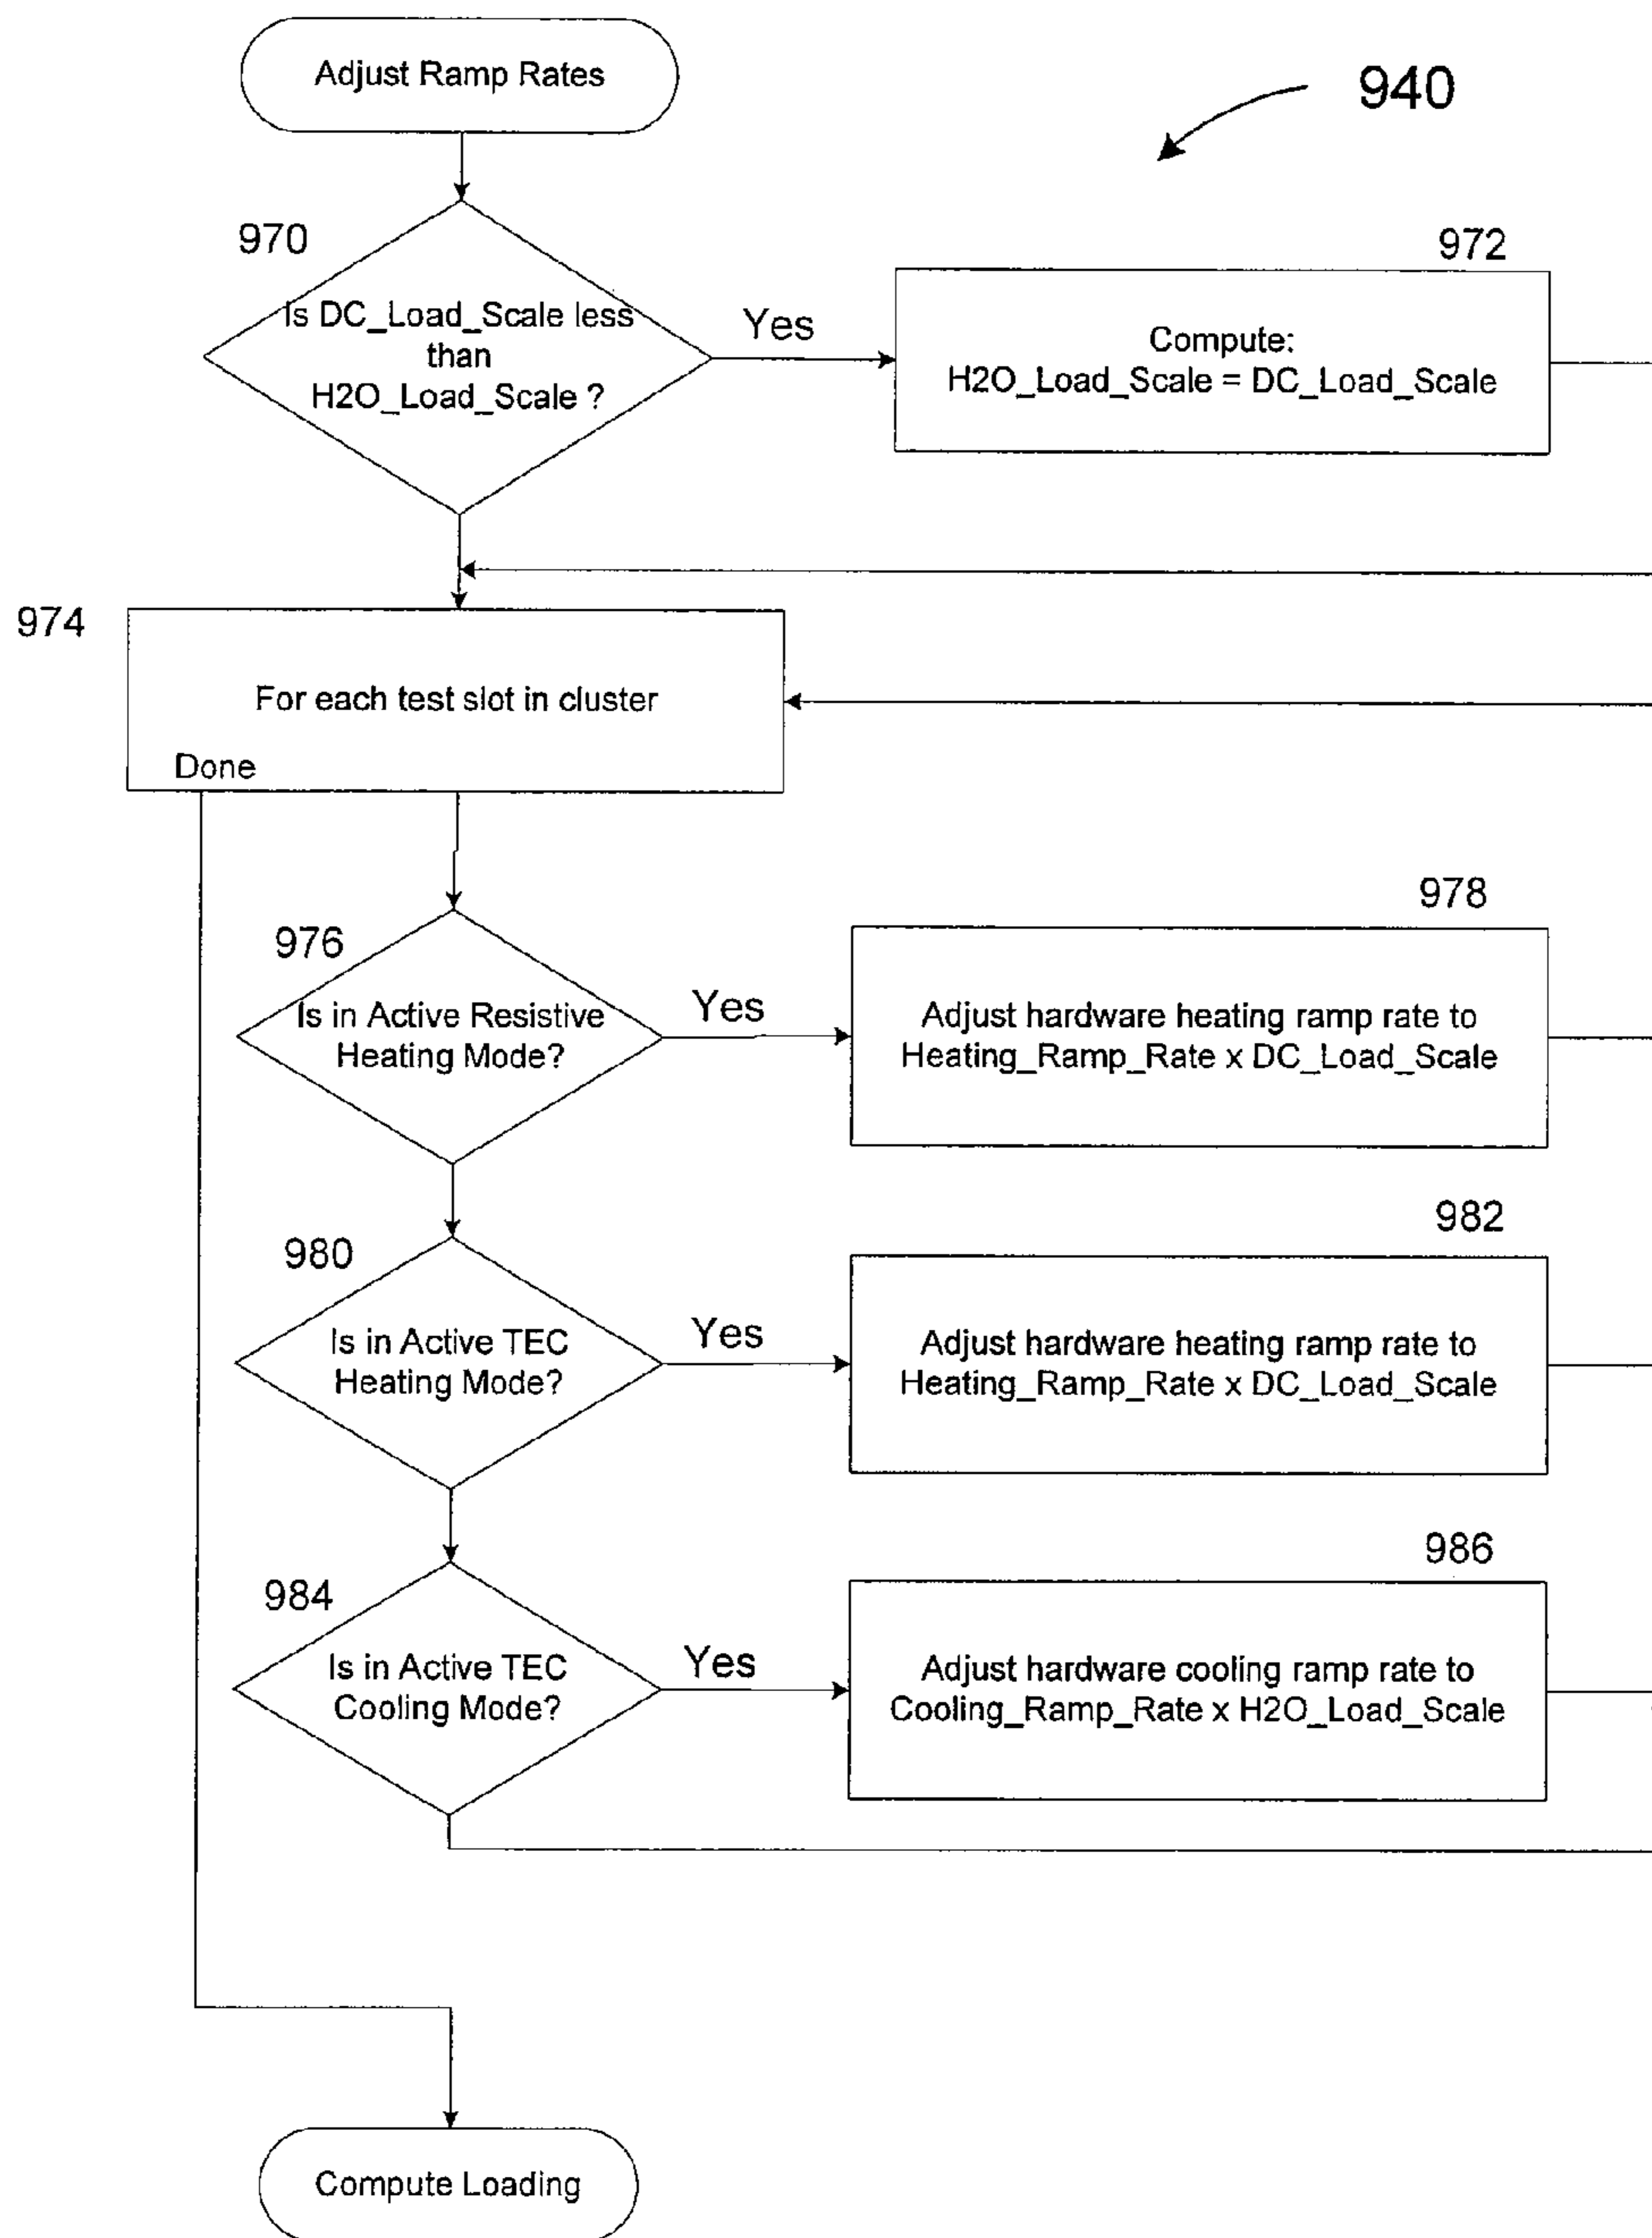 Adjust Ramp Rates
940
970
Is DC_Load_Scale less
than
H2O_Load_Scale ?
Yes
972
Compute:
H2O_Load_Scale = DC_Load_Scale
974
For each test slot in cluster
Done
976
Is in Active Resistive
Heating Mode?
Yes
978
Adjust hardware heating ramp rate to
Heating_Ramp_Rate x DC_Load_Scale
980
Is in Active TEC
Heating Mode?
Yes
982
Adjust hardware heating ramp rate to
Heating_Ramp_Rate x DC_Load_Scale
984
Is in Active TEC
Cooling Mode?
Yes
986
Adjust hardware cooling ramp rate to
Cooling_Ramp_Rate x H2O_Load_Scale
Compute Loading